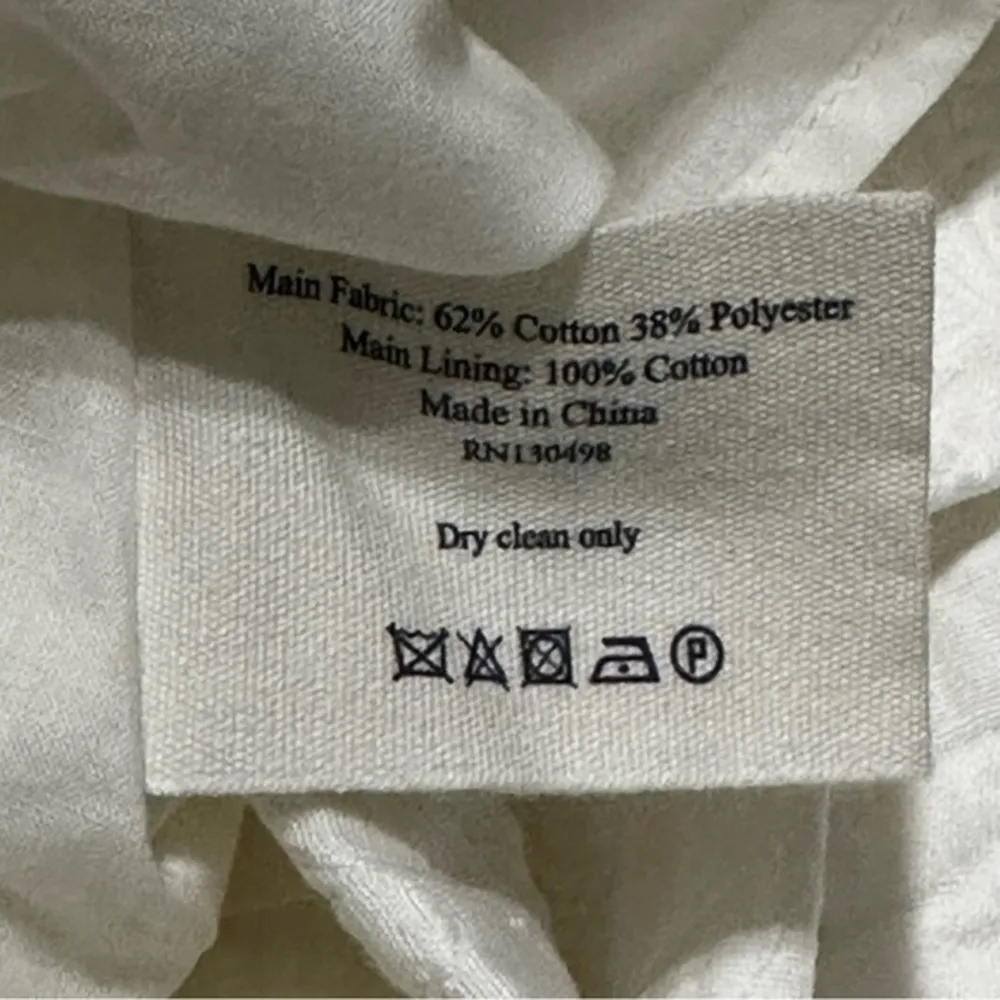 Main Fabric: 62% Cotton 38% Polyester
Main Lining: 100% Cotton
Made in China
RN130498
Dry clean only
P